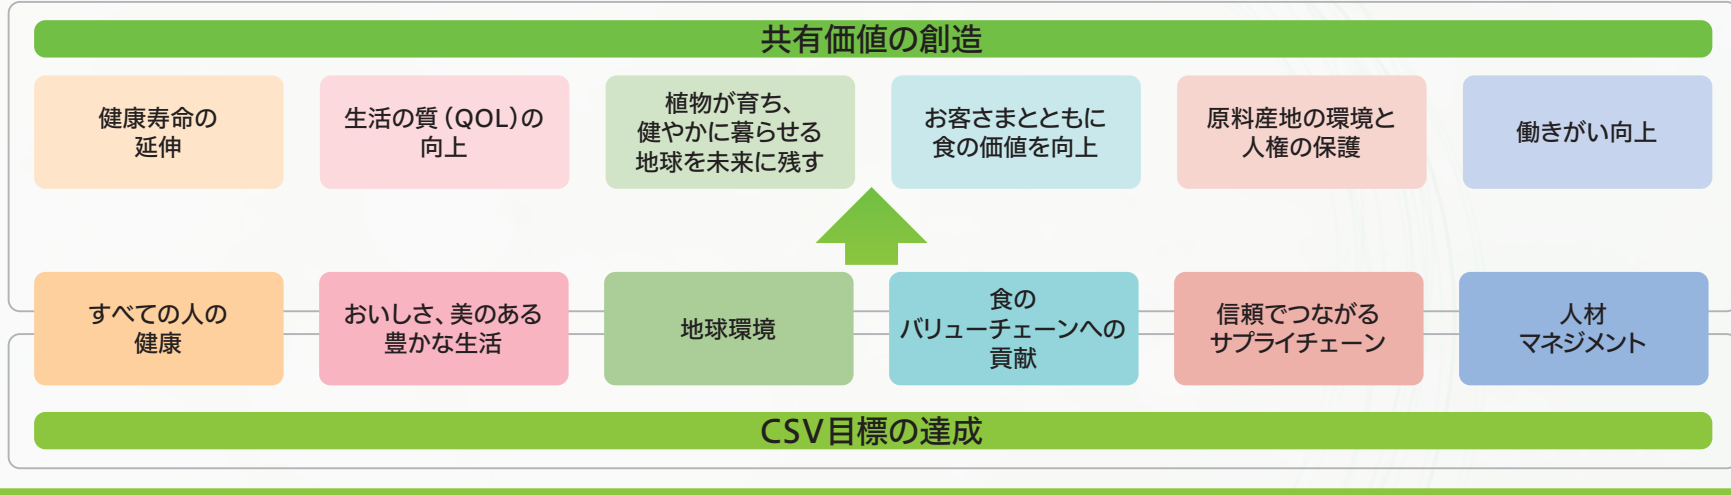 共有価値の創造
健康寿命の
延伸
生活の質（QOL）の
向上
植物が育ち、
健やかに暮らせる
地球を未来に残す
お客さまとともに
食の価値を向上
原料産地の環境と
人権の保護
働きがい向上
すべての人の
健康
おいしさ、美のある
豊かな生活
地球環境
食の
バリューチェーンへの
貢献
信頼でつながる
サプライチェーン
人材
マネジメント
CSV目標の達成